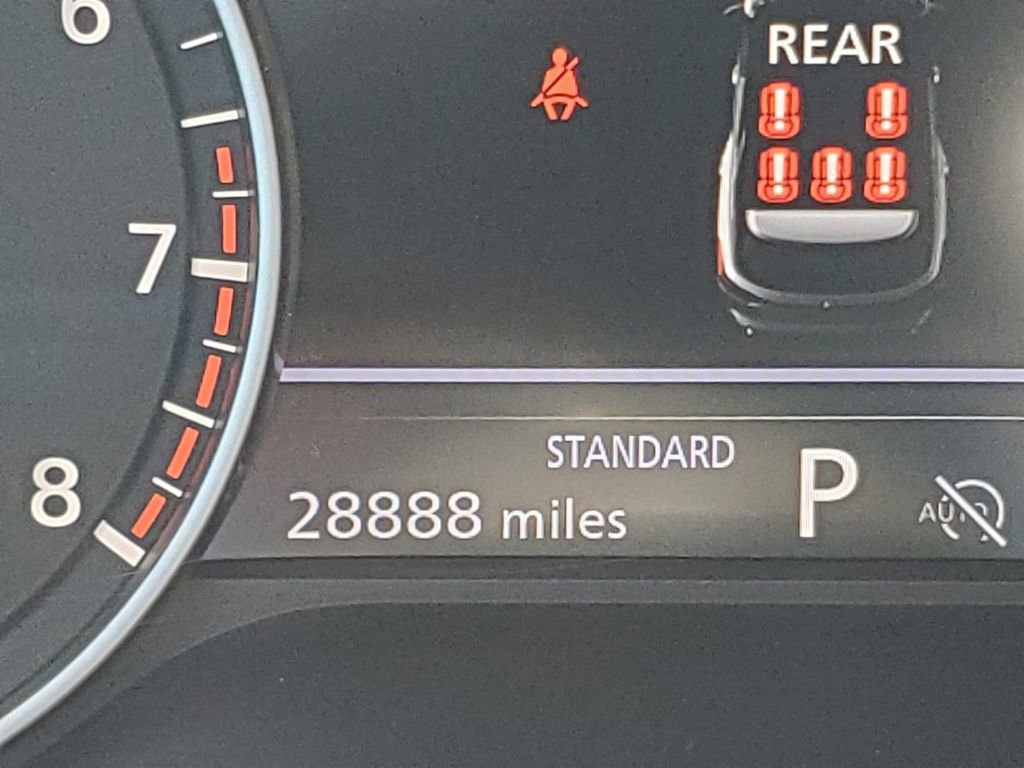 6
REAR
7
STANDARD
8
28888 miles
P
AUTO